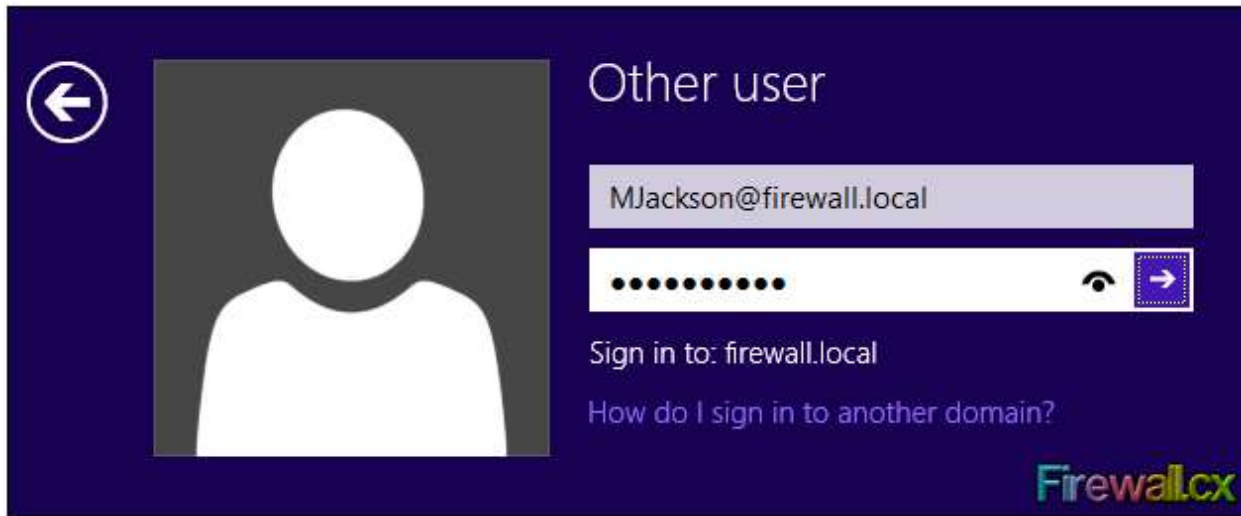 Other user
MJackson@firewall.local
Sign in to: firewall.local
How do I sign in to another domain?
Firewall.cx